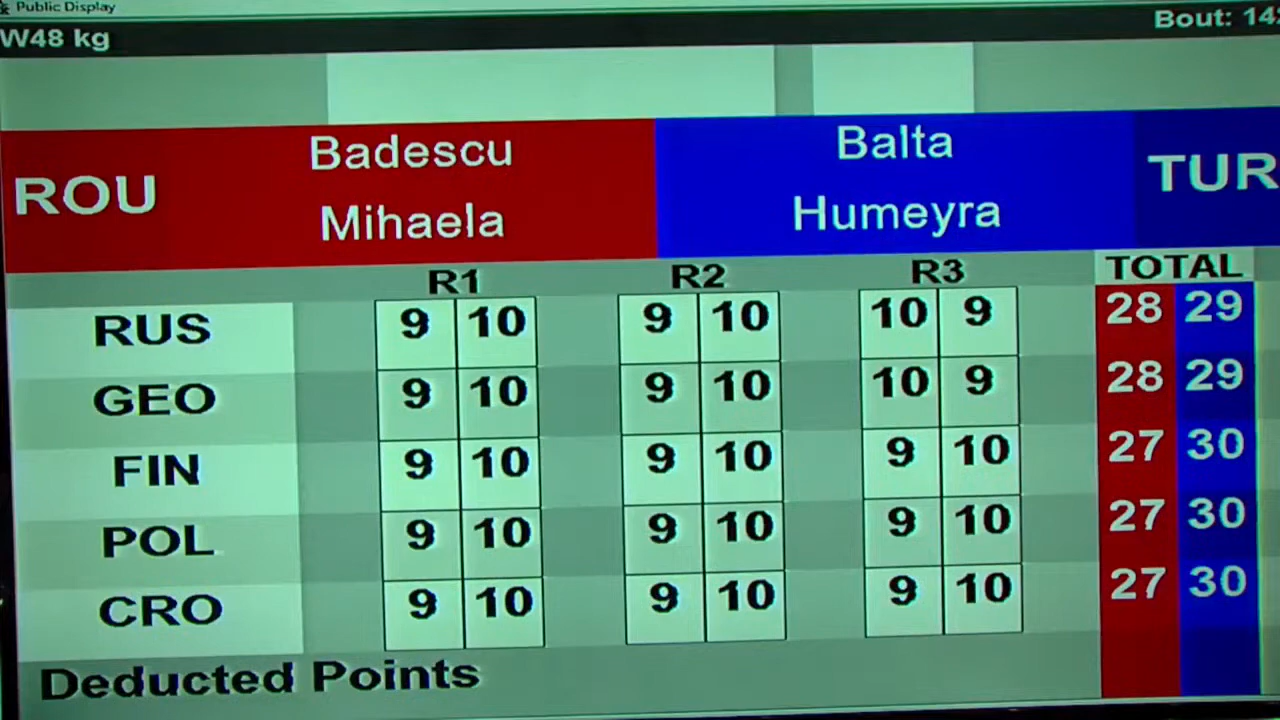 Public Display
W48 kg
Bout:
ROU Badescu Mihaela Balta Humeyra TUR
R1 R2 R3 TOTAL
RUS 9 10 9 10 10 9 28 29
GEO 9 10 9 10 10 9 28 29
FIN 9 10 9 10 9 10 27 30
POL 9 10 9 10 9 10 27 30
CRO 9 10 9 10 9 10 27 30
Deducted Points